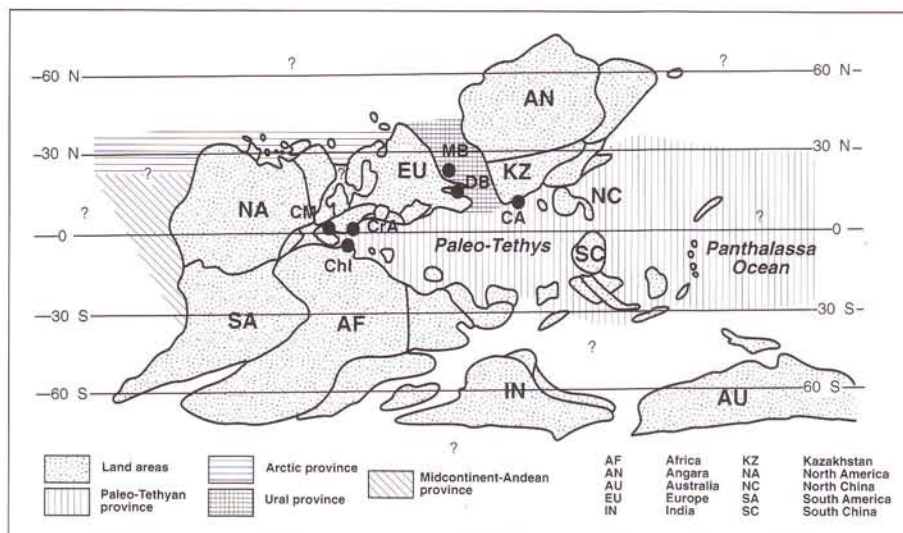 ?
?
60 N
60 N
AN
30 N
MB
30 N
?
?
EU
KZ
DB
NC
NA
CM
CrA
CA
?
?
0
0
Paleo-Tethys
SC
Panthalassa
Ocean
ChI
30 S
SA
AF
30 S
?
60 S
IN
AU
60 S
?
Land areas
Paleo-Tethyan
province
Arctic province
Ural province
Midcontinent-Andean
province
AF Africa KZ Kazakhstan
AN Angara NA North America
AU Australia NC North China
EU Europe SA South America
IN India SC South China